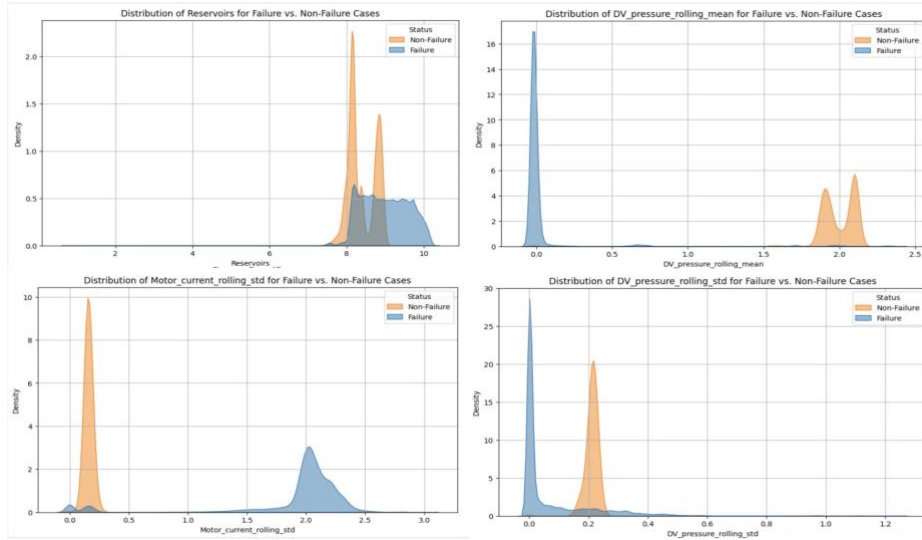 Distribution of Reservoirs for Failure vs. Non-Failure Cases
Status
Non-Failure
Failure
2.0
1.5
1.0
0.5
0.0
Density
2 4 6 8 10
Reservoirs
Distribution of DV_pressure_rolling_mean for Failure vs. Non-Failure Cases
Status
Non-Failure
Failure
16
14
12
10
8
6
4
2
0
Density
0.0 0.5 1.0 1.5 2.0 2.5
DV_pressure_rolling_mean
Distribution of Motor_current_rolling_std for Failure vs. Non-Failure Cases
Status
Non-Failure
Failure
10
8
6
4
2
0
Density
0.0 0.5 1.0 1.5 2.0 2.5 3.0
Motor_current_rolling_std
Distribution of DV_pressure_rolling_std for Failure vs. Non-Failure Cases
Status
Non-Failure
Failure
30
25
20
15
10
5
0
Density
0.0 0.2 0.4 0.6 0.8 1.0 1.2
DV_pressure_rolling_std